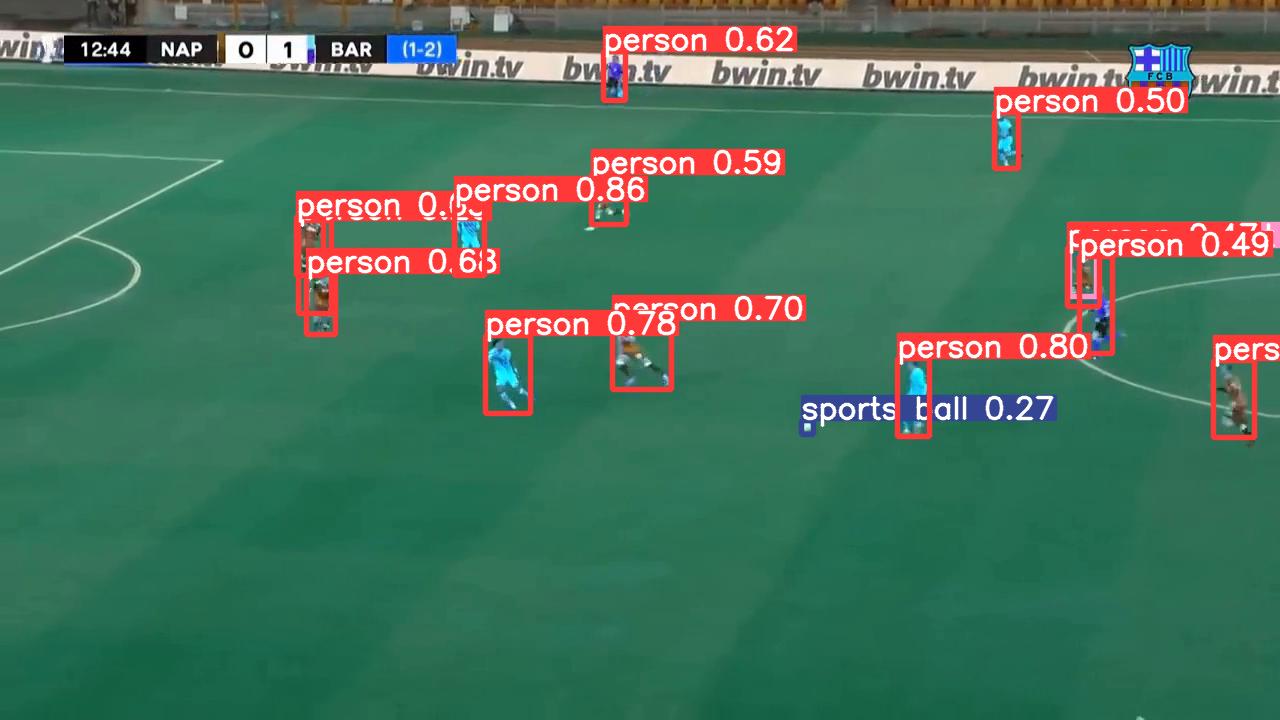 12:44 NAP 0 1 BAR (1-2)
bwin.tv bwin.tv bwin.tv bwin.tv bwin.tv
FCB
person 0.62
person 0.50
person 0.59
person 0.86
person
person 0.49
person 0.68
person 0.70
person 0.78
person 0.80
sports ball 0.27